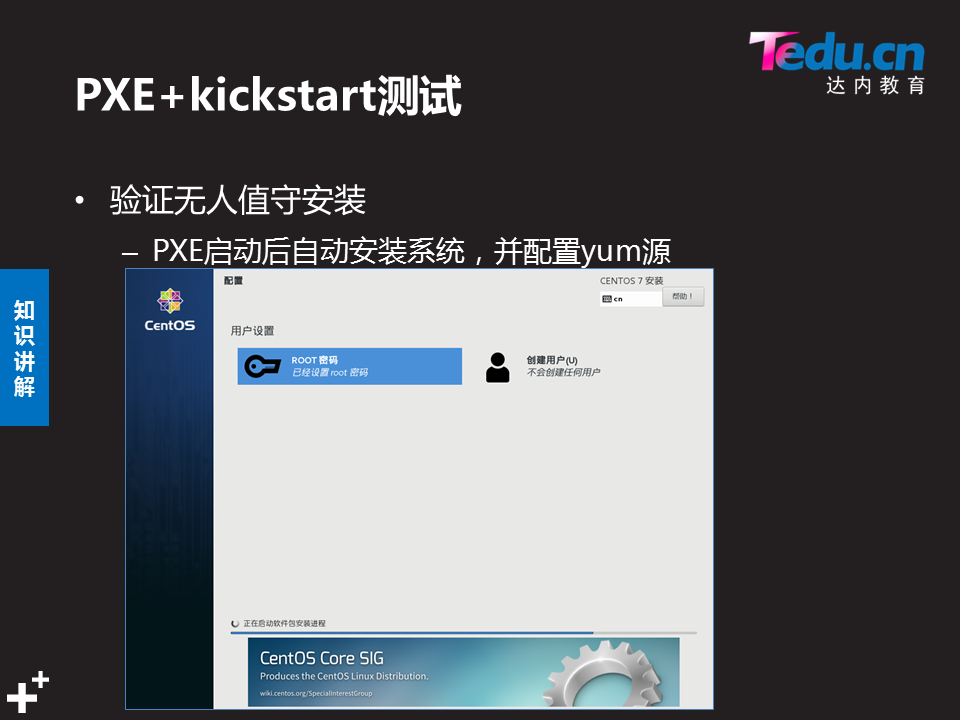 Tedu.cn
达内教育
PXE+kickstart测试
• 验证无人值守安装
– PXE启动后自动安装系统，并配置yum源
知识讲解
配置
CENTOS 7 安装
cn
帮助！
CentOS
用户设置
ROOT 密码
已经设置 root 密码
创建用户(U)
不会创建任何用户
正在启动软件包安装进程
CentOS Core SIG
Produces the CentOS Linux Distribution.
wiki.centos.org/SpecialInterestGroup